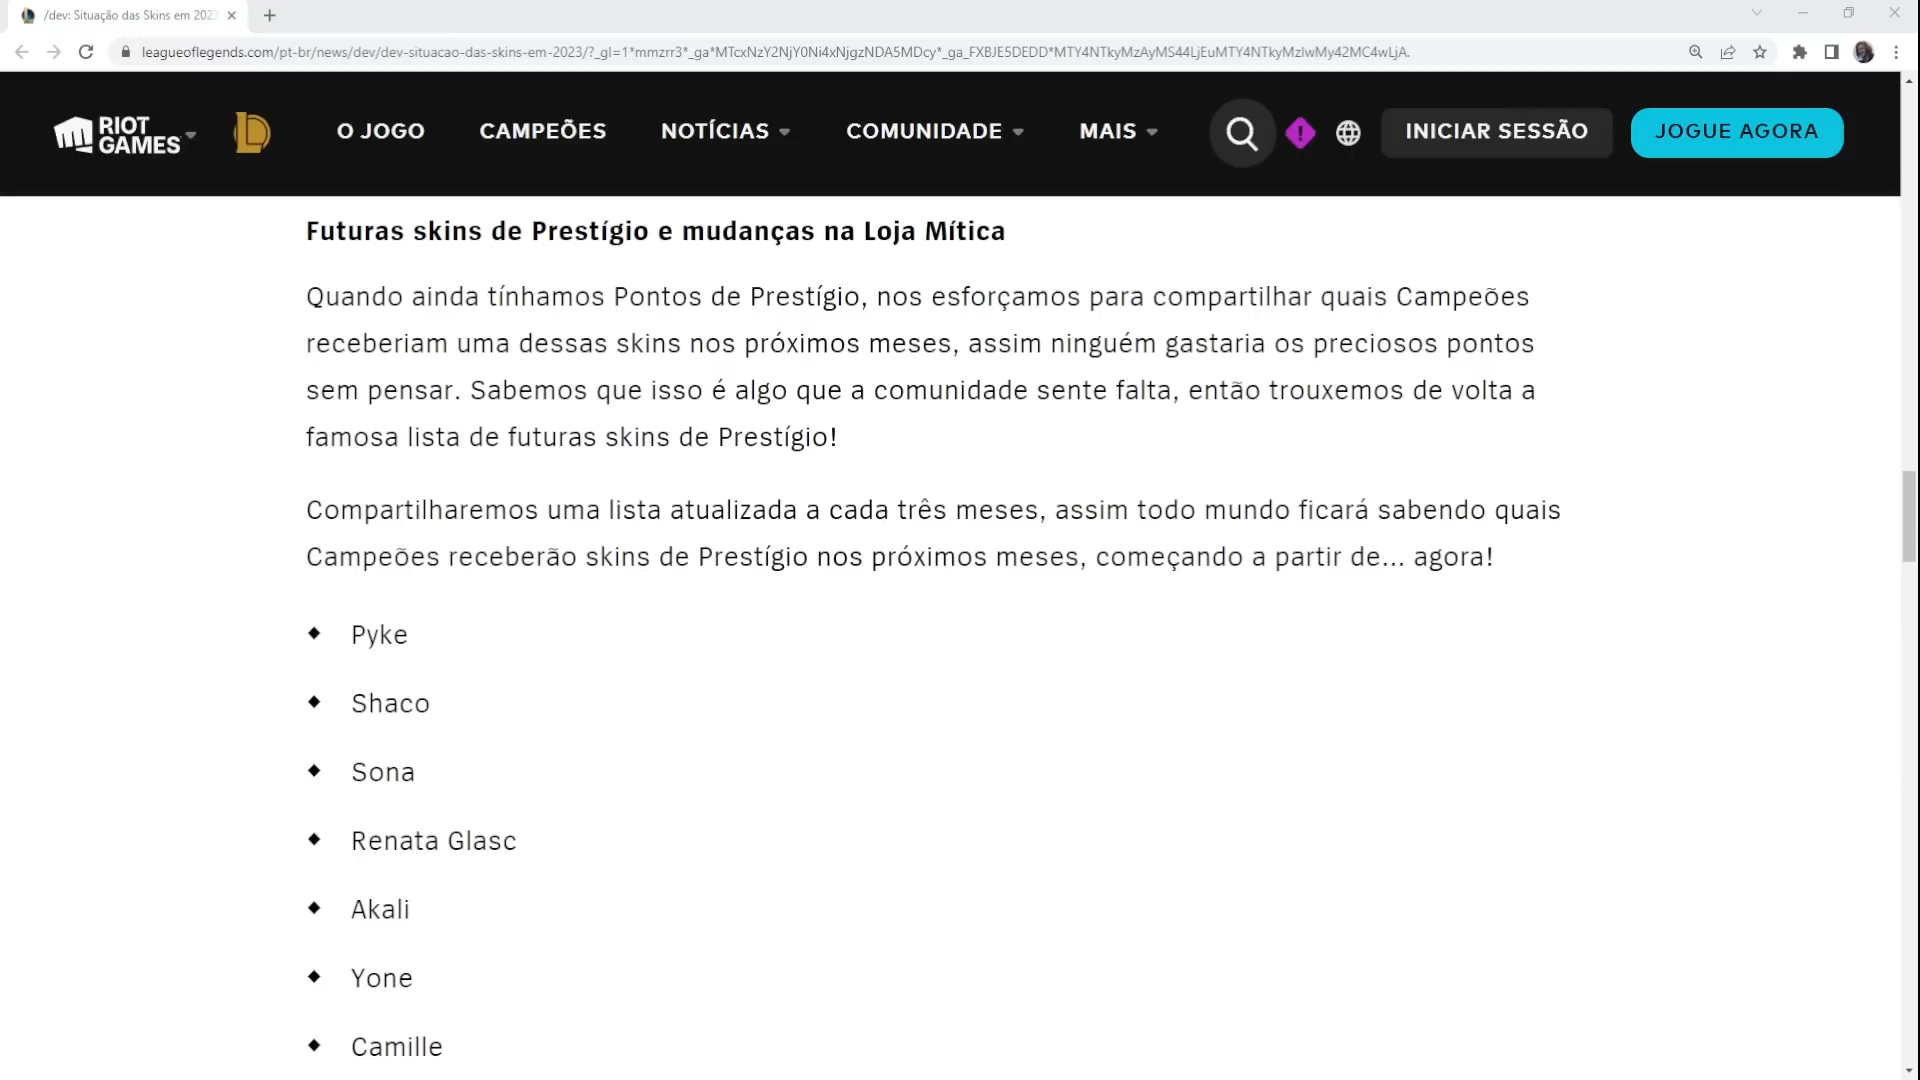 /dev: Situação das Skins em 2023
leagueoflegends.com/pt-br/news/dev/dev-situacao-das-skins-em-2023/?_gl=1*mmzrr3*_ga*MTcxNzY2NjY0Ni4xNjgzNDA5MDcy*_ga_FXBJE5DEDD*MTY4NTkyMzAyMS44LjEuMTY4NTkyMzIwMy42MC4wLjA.
RIOT GAMES
O JOGO
CAMPEÕES
NOTÍCIAS
COMUNIDADE
MAIS
INICIAR SESSÃO
JOGUE AGORA
Futuras skins de Prestígio e mudanças na Loja Mítica
Quando ainda tínhamos Pontos de Prestígio, nos esforçamos para compartilhar quais Campeões
receberiam uma dessas skins nos próximos meses, assim ninguém gastaria os preciosos pontos
sem pensar. Sabemos que isso é algo que a comunidade sente falta, então trouxemos de volta a
famosa lista de futuras skins de Prestígio!
Compartilharemos uma lista atualizada a cada três meses, assim todo mundo ficará sabendo quais
Campeões receberão skins de Prestígio nos próximos meses, começando a partir de... agora!
Pyke
Shaco
Sona
Renata Glasc
Akali
Yone
Camille